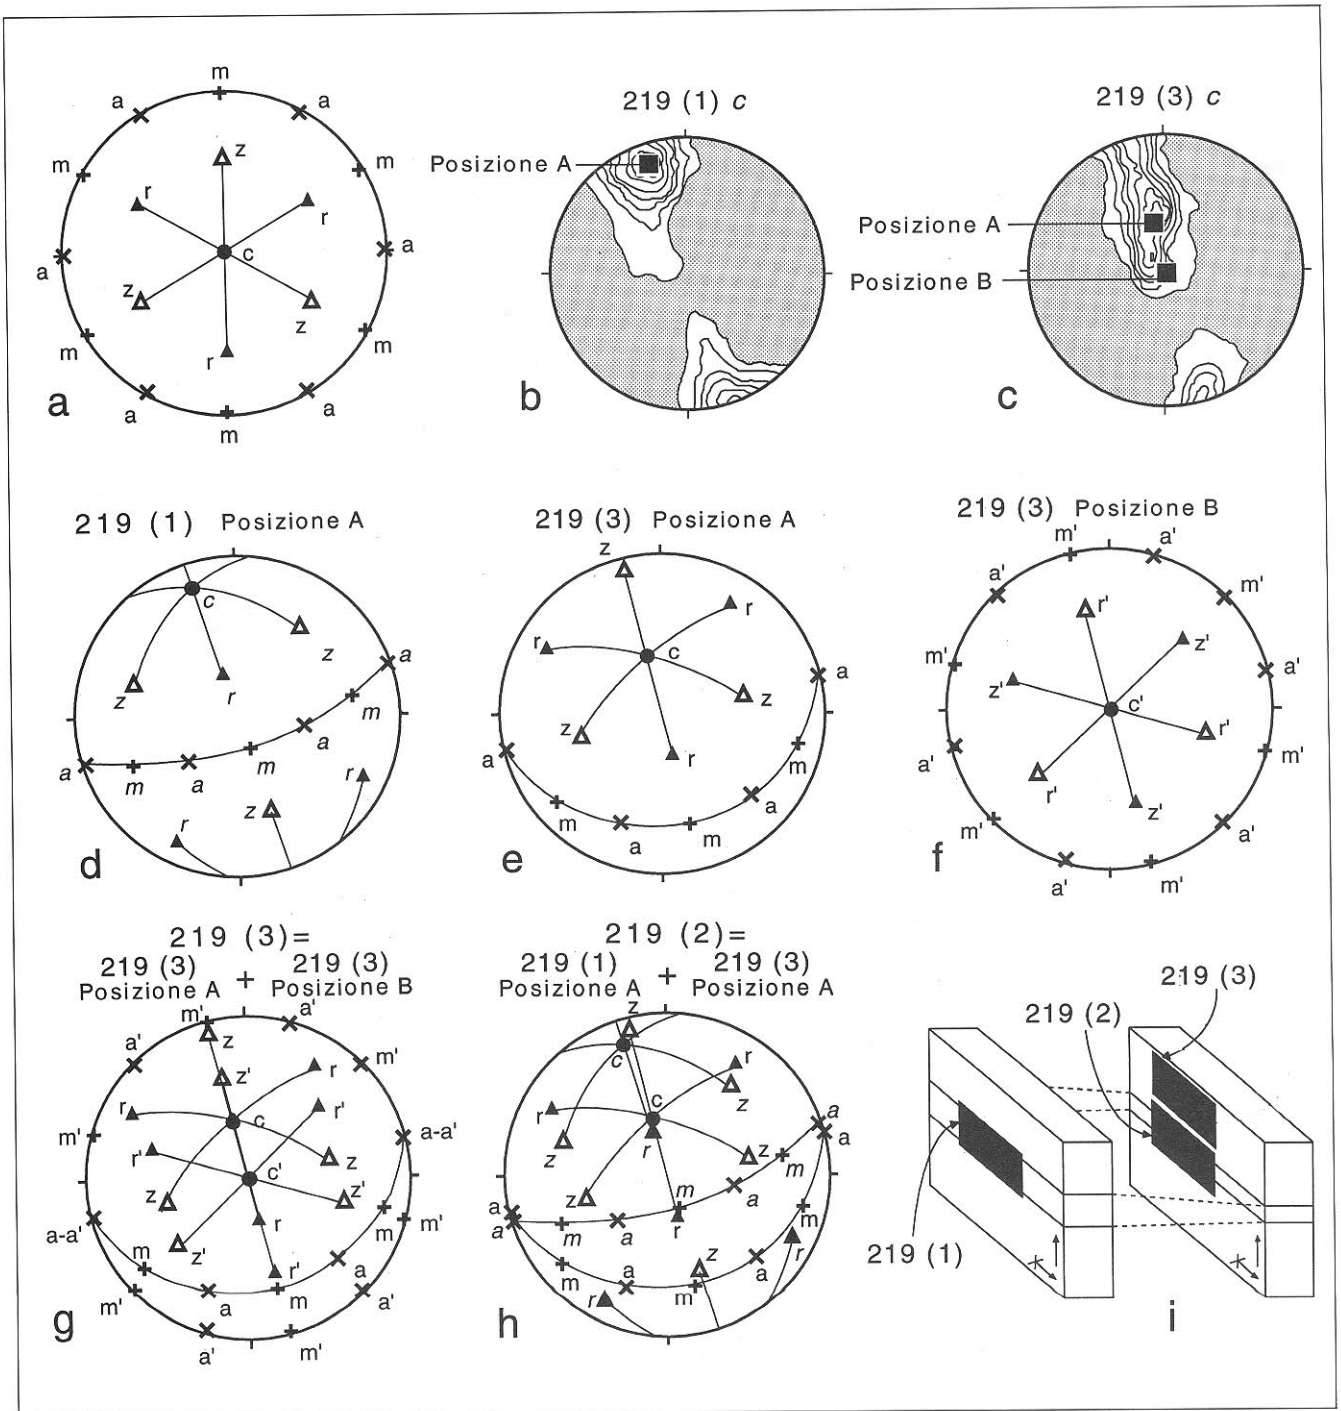 m
a a
m m
z
r r
a c a
z z
m r m
a a
m
a
219 (1) c
Posizione A
b
219 (3) c
Posizione A
Posizione B
c
219 (1) Posizione A
c
z
z
r
a
m
a
m
a
m
a
r
z
r
d
219 (3) Posizione A
z
r
r
c
a
z
z
r
a
m
m
a
a
m
e
219 (3) Posizione B
m'
a'
a'
m'
r'
z'
m'
a'
z'
c'
r'
a'
m'
r'
z'
m'
a'
a'
m'
f
219 (3)=
219 (3) + 219 (3)
Posizione A Posizione B
m'
a'
z
a'
m'
z'
r
r
r'
c
m'
a-a'
r'
z
c'
z
z'
a-a'
r
m
m'
z'
m
r'
a
m'
a
m
a'
a'
m'
g
219 (2)=
219 (1) + 219 (3)
Posizione A Posizione A
z
c
r
z
r
c
a
a
z
r
z
m
z
m
a
a
a
m
a
r
m
r
m
z
a
a
m
r
h
219 (3)
219 (2)
219 (1)
X
X
i